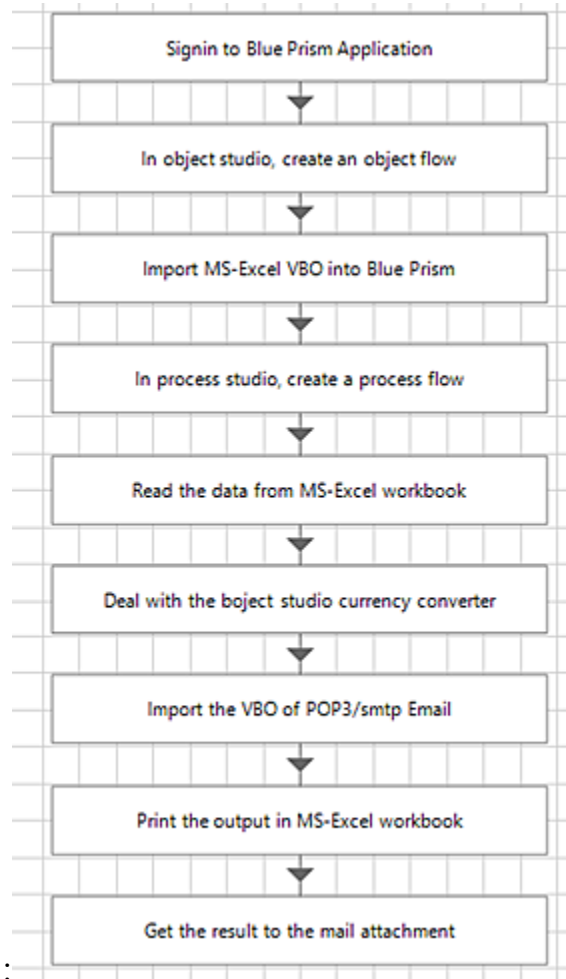 Signin to Blue Prism Application
In object studio, create an object flow
Import MS-Excel VBO into Blue Prism
In process studio, create a process flow
Read the data from MS-Excel workbook
Deal with the boject studio currency converter
Import the VBO of POP3/smtp Email
Print the output in MS-Excel workbook
Get the result to the mail attachment
: